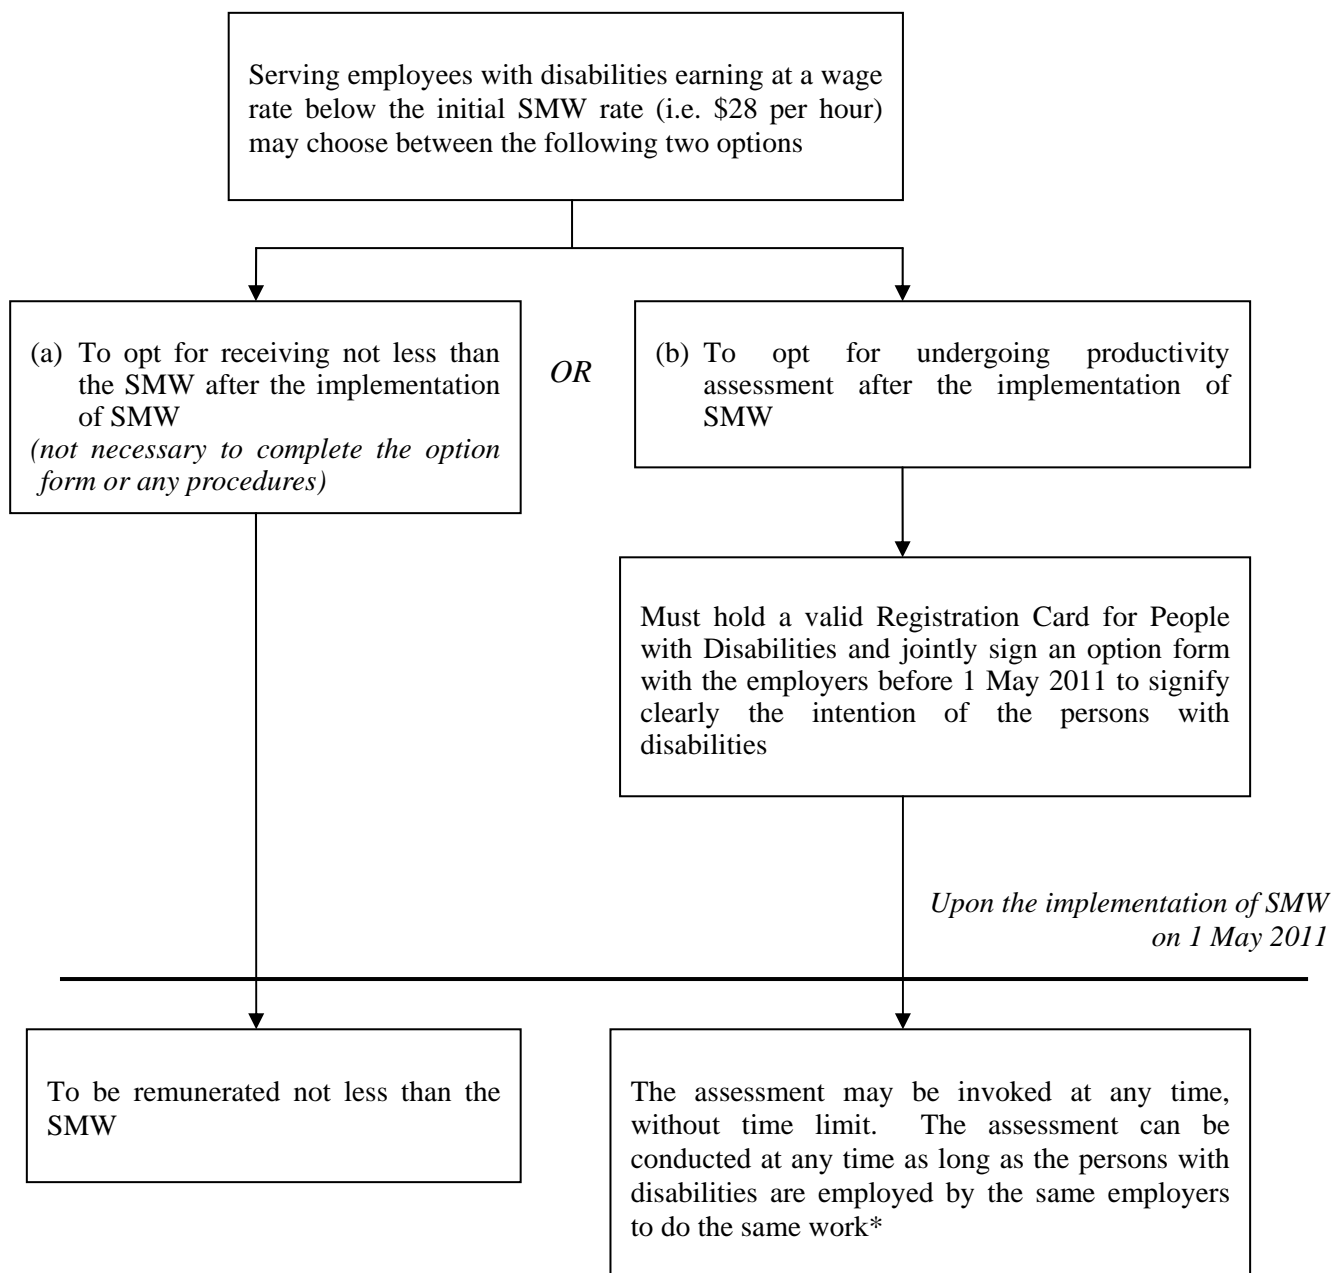 Serving employees with disabilities earning at a wage
rate below the initial SMW rate (i.e. $28 per hour)
may choose between the following two options
(a) To opt for receiving not less than
the SMW after the implementation
of SMW
(not necessary to complete the option
form or any procedures)
OR
(b) To opt for undergoing productivity
assessment after the implementation of
SMW
Must hold a valid Registration Card for People
with Disabilities and jointly sign an option form
with the employers before 1 May 2011 to signify
clearly the intention of the persons with
disabilities
Upon the implementation of SMW
on 1 May 2011
To be remunerated not less than the
SMW
The assessment may be invoked at any time,
without time limit. The assessment can be
conducted at any time as long as the persons with
disabilities are employed by the same employers
to do the same work*